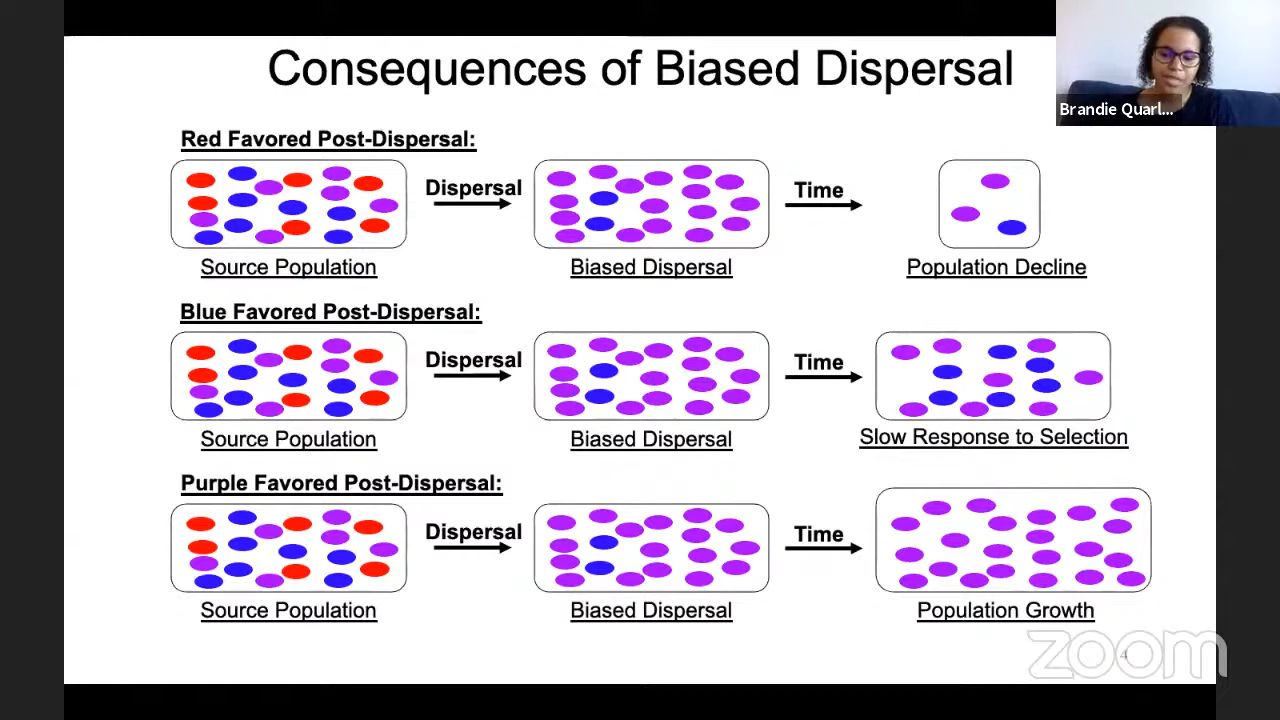 Consequences of Biased Dispersal
Brandie Quarl...
Red Favored Post-Dispersal:
Dispersal
Time
Source Population
Biased Dispersal
Population Decline
Blue Favored Post-Dispersal:
Dispersal
Time
Source Population
Biased Dispersal
Slow Response to Selection
Purple Favored Post-Dispersal:
Dispersal
Time
Source Population
Biased Dispersal
Population Growth
4
zoom